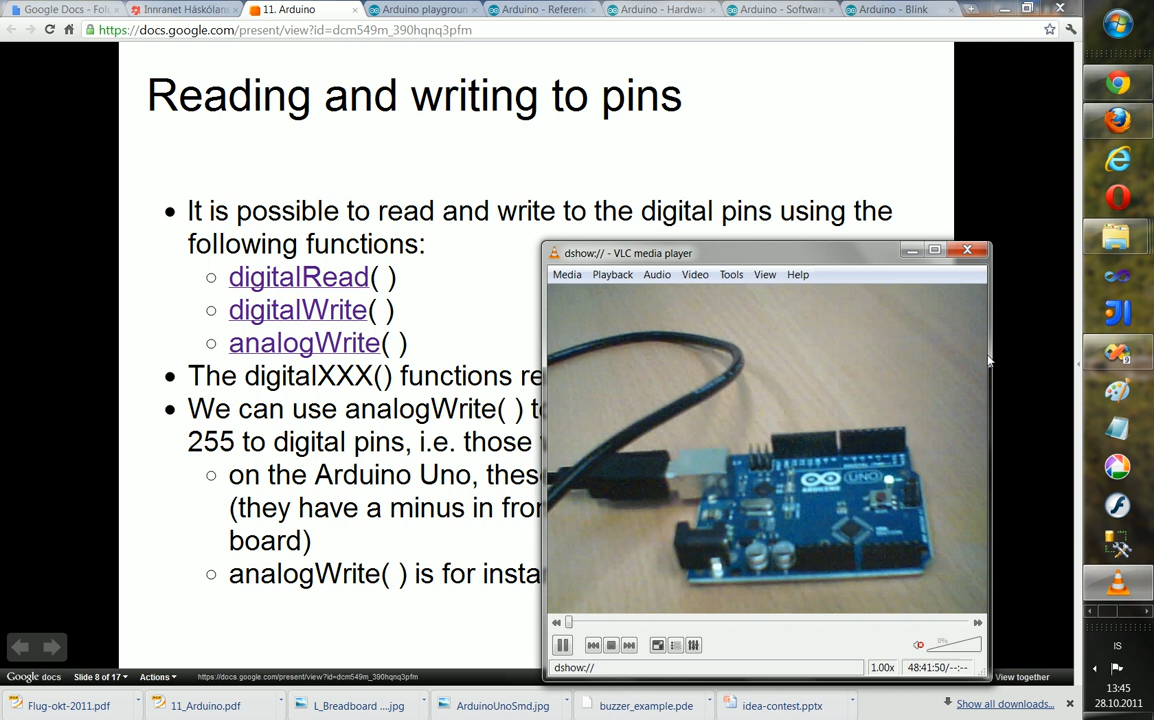 Google Docs - Fol
Innranet Háskólan
11. Arduino
Arduino playgroun
Arduino - Referenc
Arduino - Hardwar
Arduino - Softwar
Arduino - Blink
https://docs.google.com/present/view?id=dcm549m_390hqnq3pfm
Reading and writing to pins
It is possible to read and write to the digital pins using the
following functions:
digitalRead( )
digitalWrite( )
analogWrite( )
The digitalXXX() functions re
We can use analogWrite( ) to
255 to digital pins, i.e. those
on the Arduino Uno, these
(they have a minus in fron
board)
analogWrite( ) is for insta
dshow:// - VLC media player
Media Playback Audio Video Tools View Help
ARDUINO
UNO
0%
dshow://
1.00x
48:41:50/--:--
Google docs
Slide 8 of 17
Actions
https://docs.google.com/present/view?id=dcm549m_390hqnq3pfm
View together
Flug-okt-2011.pdf
11_Arduino.pdf
L_Breadboard ....jpg
ArduinoUnoSmd.jpg
buzzer_example.pde
idea-contest.pptx
Show all downloads...
IS
13:45
28.10.2011